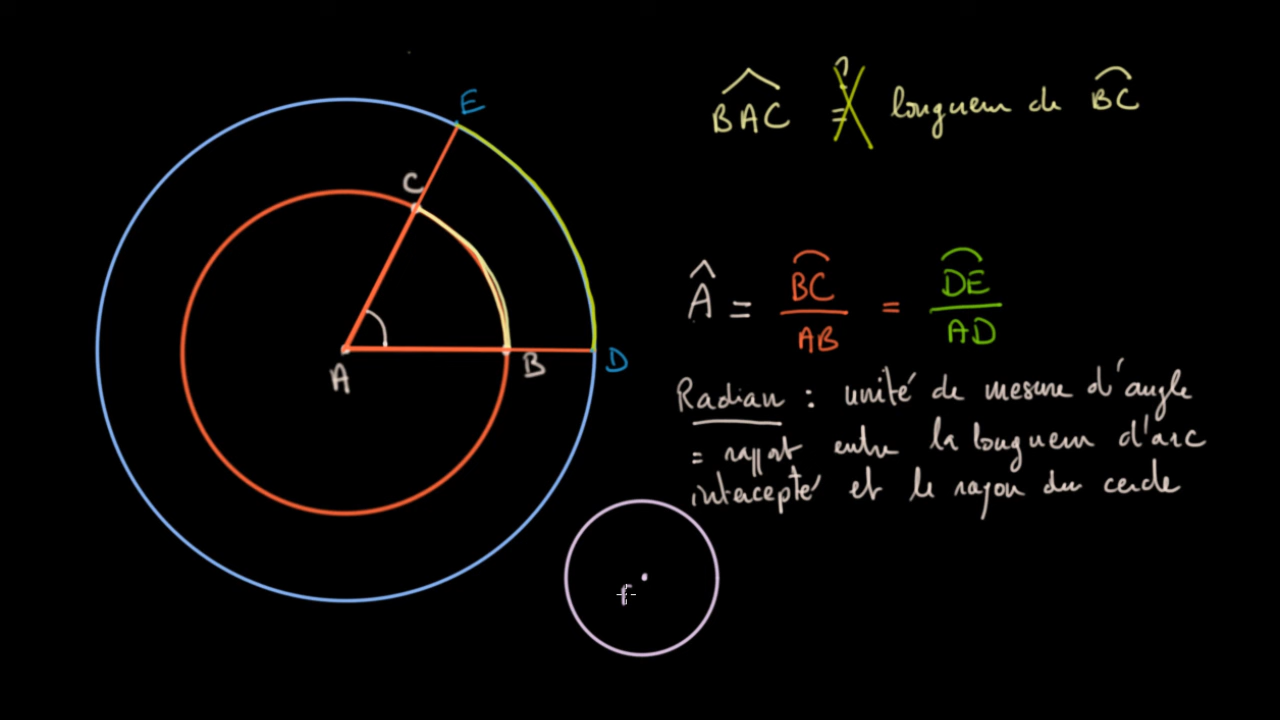 E
C
A
B
D
BAC ?= longueur de BC
Â = BC/AB = DE/AD
Radian : unité de mesure d'angle
= rapport entre la longueur d'arc
intercepté et le rayon du cercle